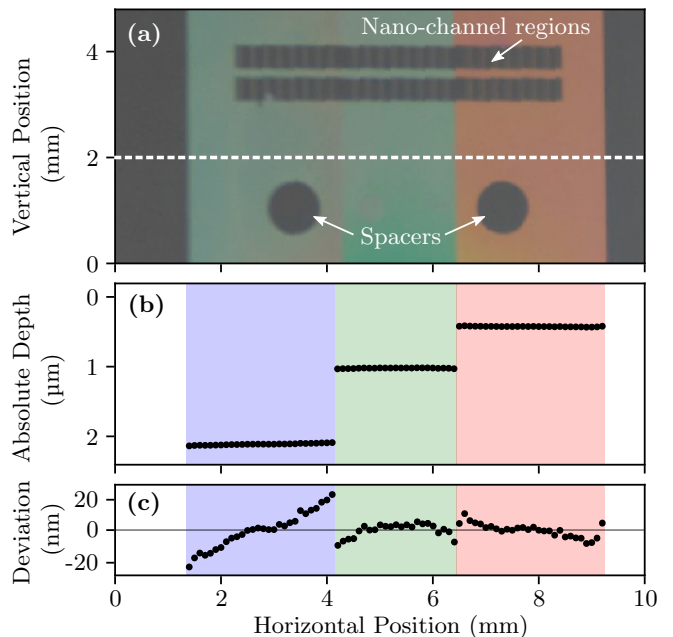 (a)
Nano-channel regions
Spacers
Vertical Position
(mm)
4
2
0
(b)
Absolute Depth
(µm)
0
1
2
(c)
Deviation
(nm)
20
0
-20
0
2
4
6
8
10
Horizontal Position (mm)